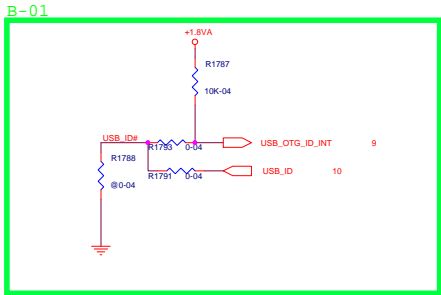 B-01
+1.8VA
R1787
10K-04
USB_ID#
R1793 0-04
USB_OTG_ID_INT 9
R1788
@0-04
R1791 0-04
USB_ID 10